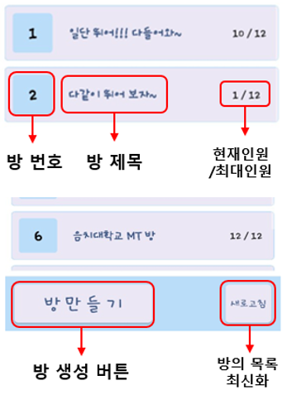 1 일단 뛰어!!! 다들어와~ 10 / 12
2 다같이 뛰어 보자~ 1 / 12
방 번호 방 제목 현재인원
/최대인원
6 음치대학교 MT 방 12 / 12
방 만 들 기 새로고침
방 생성 버튼 방의 목록
최신화